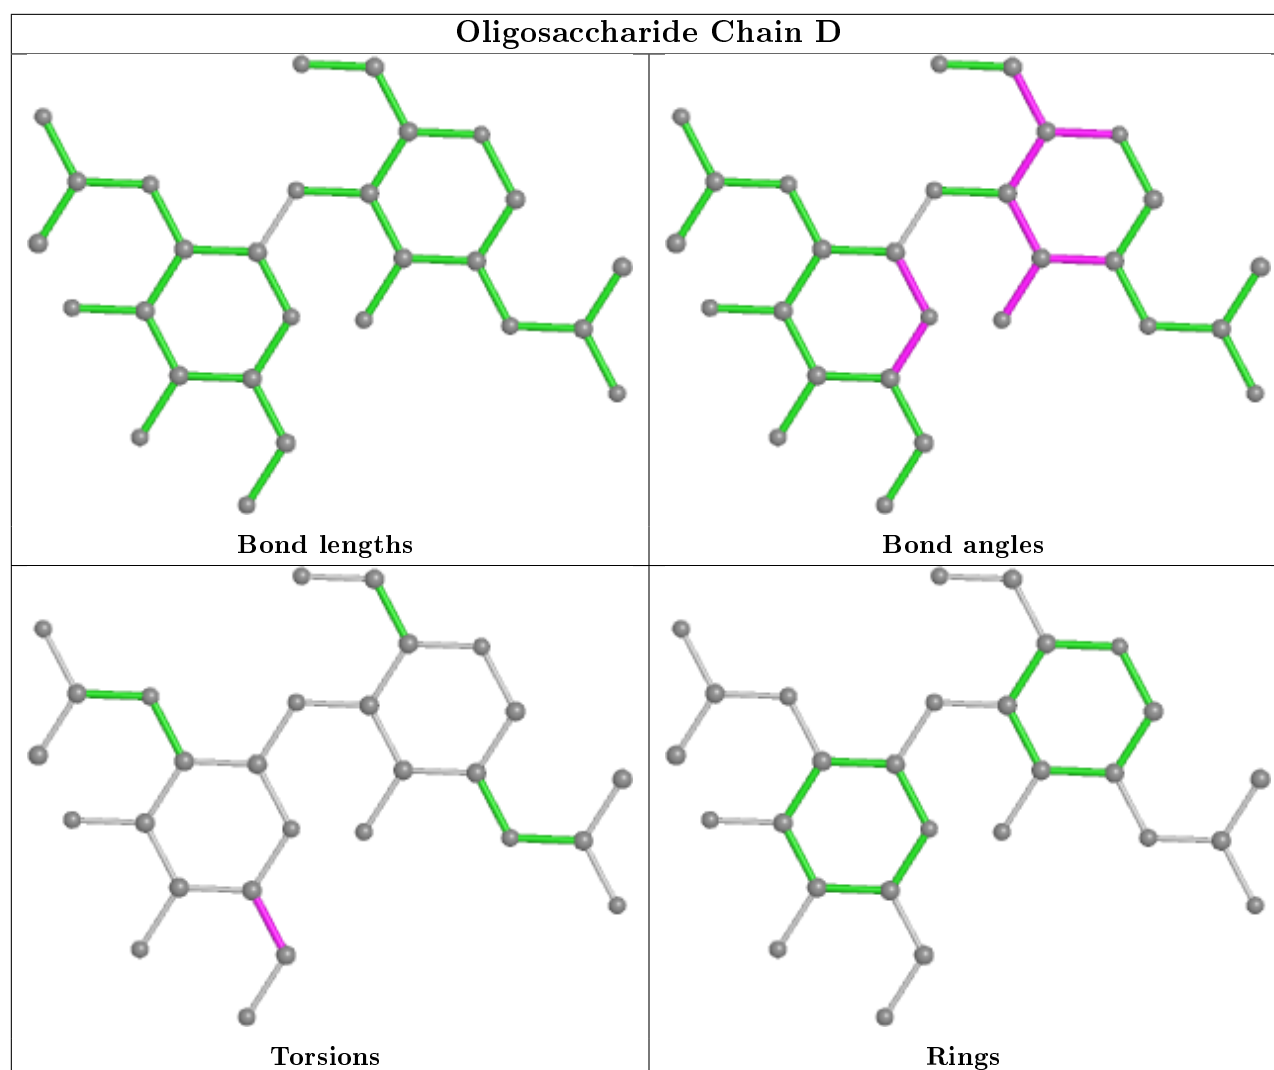 Oligosaccharide Chain D
Bond lengths
Bond angles
Torsions
Rings